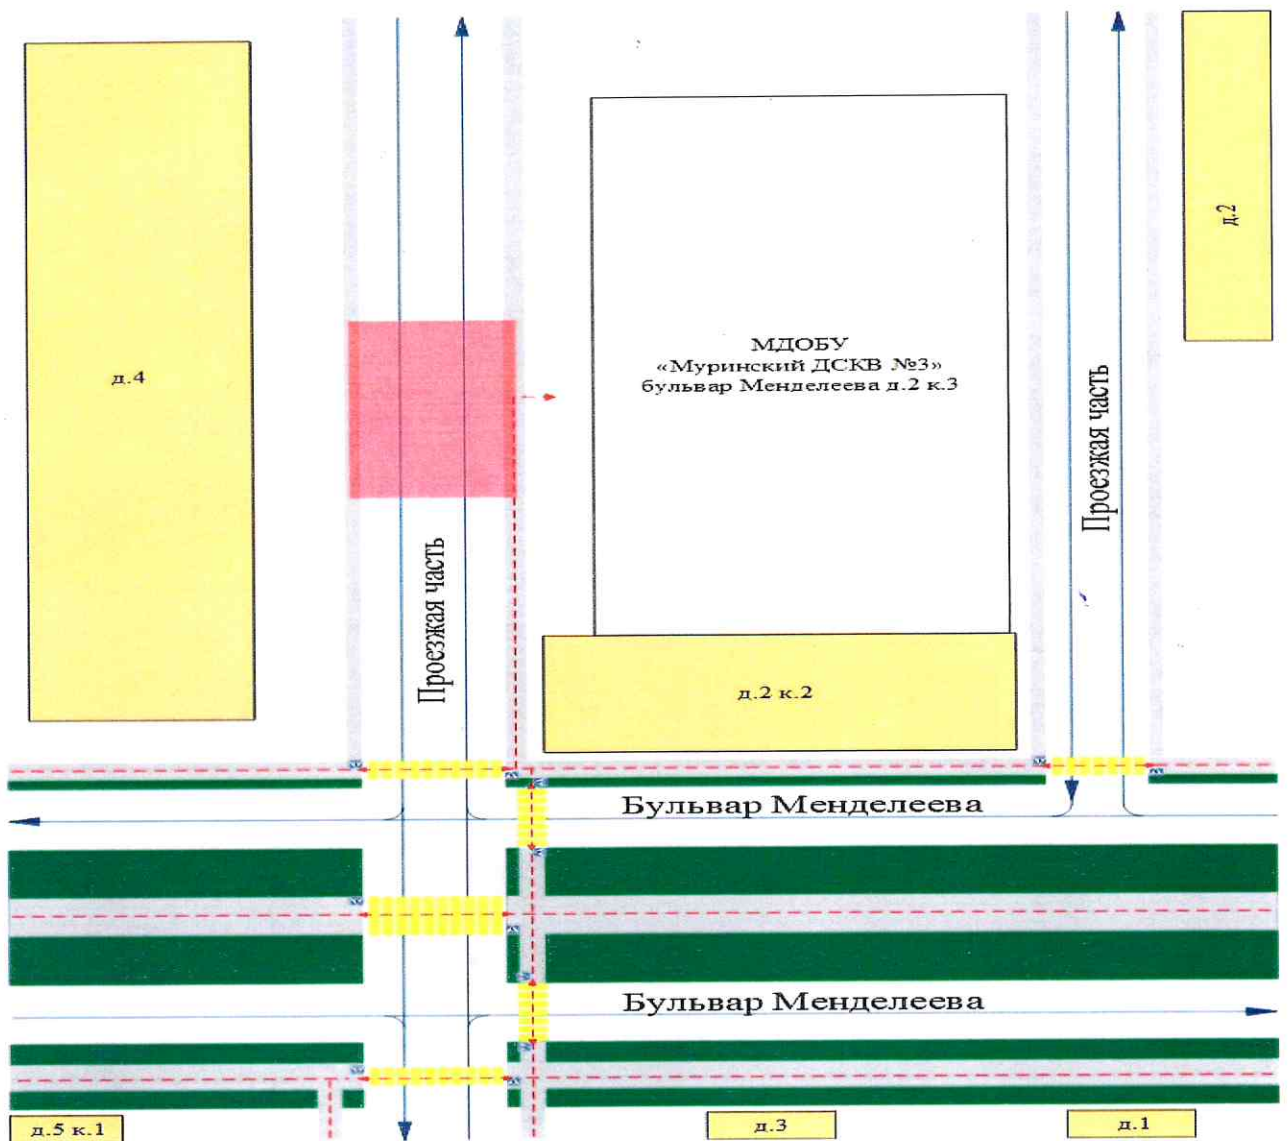 д.2
д.4
МДОБУ
«Муринский ДСКВ №3»
бульвар Менделеева д.2 к.3
Проезжая часть
Проезжая часть
д.2 к.2
Бульвар Менделеева
Бульвар Менделеева
д.5 к.1
д.3
д.1